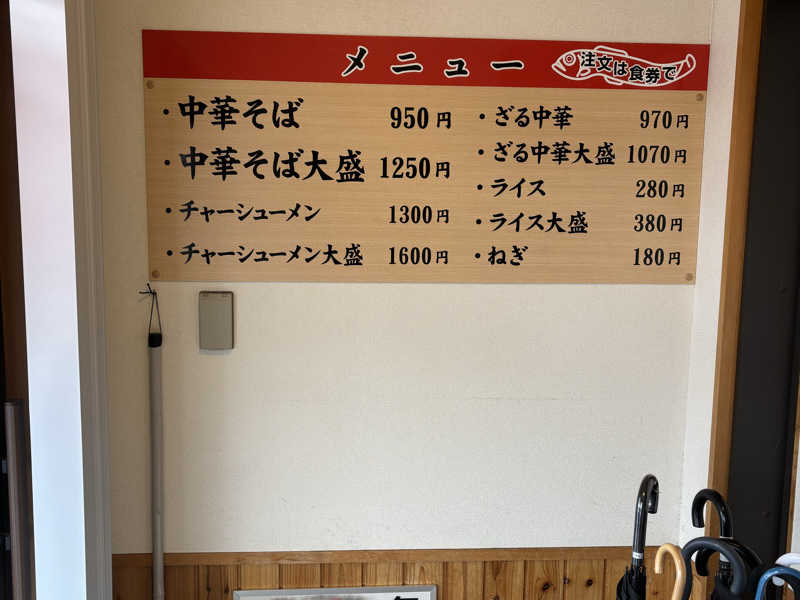 メニュー
注文は食券で
・中華そば 950円
・中華そば大盛 1250円
・チャーシューメン 1300円
・チャーシューメン大盛 1600円
・ざる中華 970円
・ざる中華大盛 1070円
・ライス 280円
・ライス大盛 380円
・ねぎ 180円